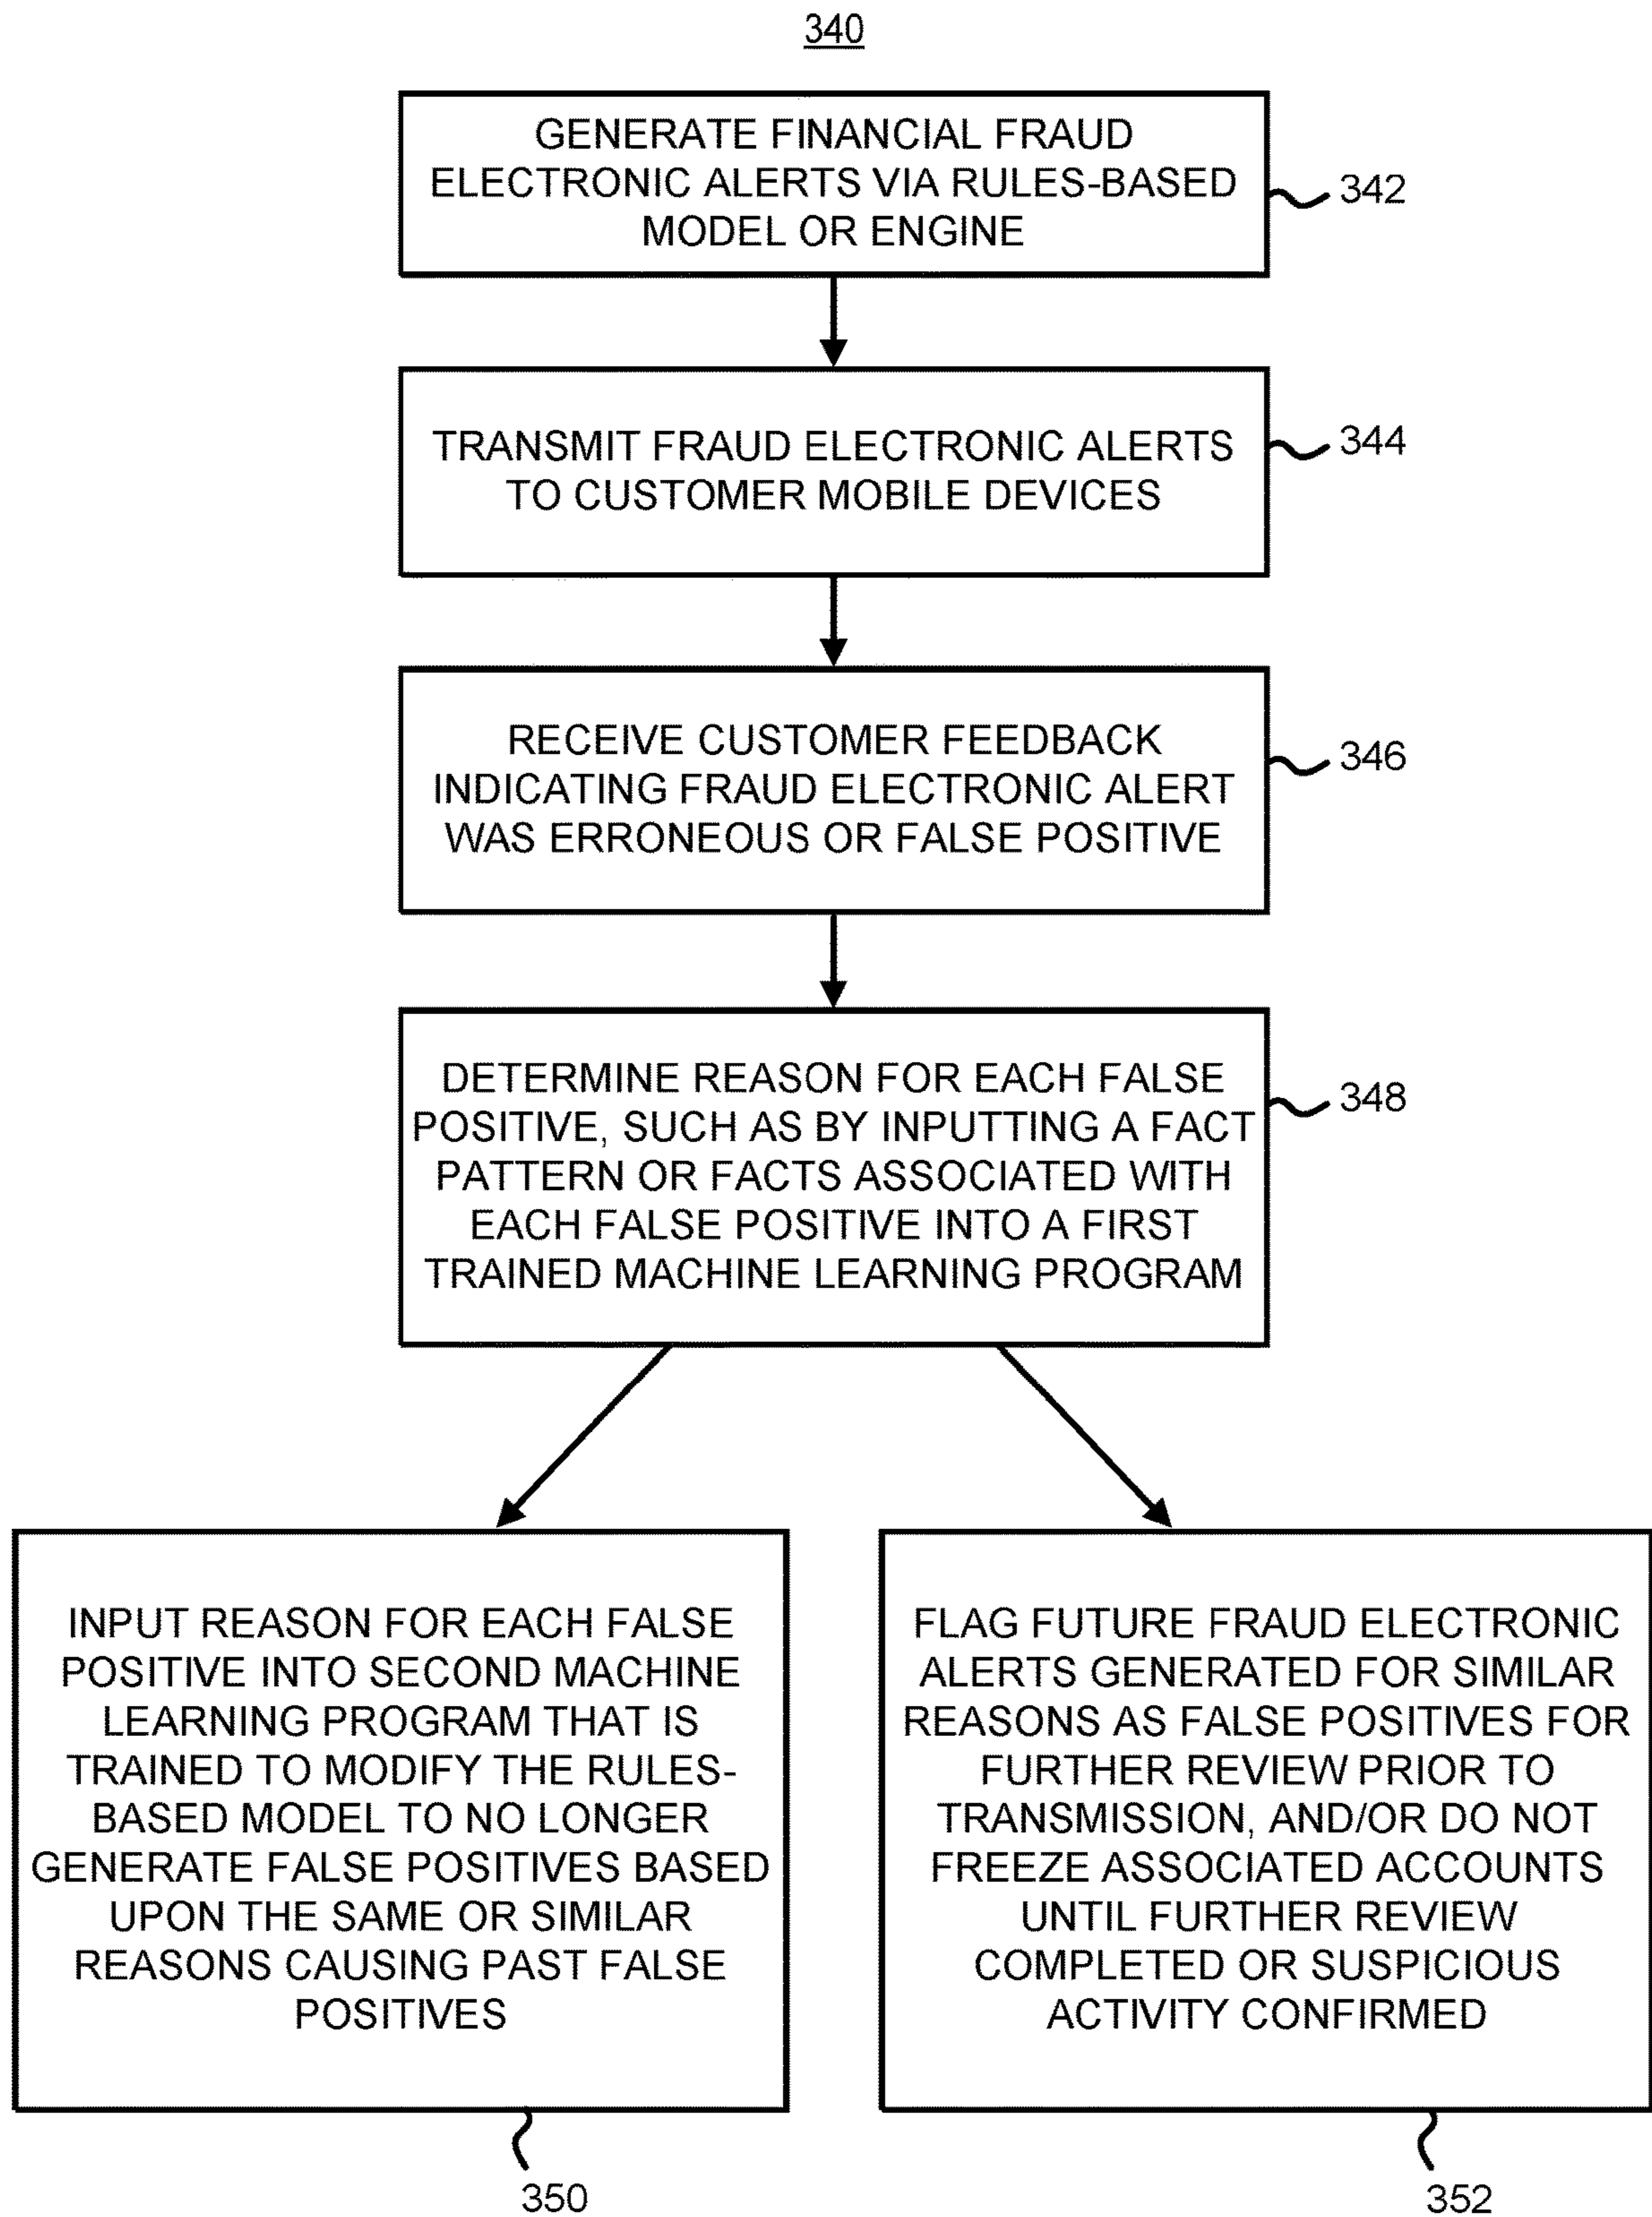 340
GENERATE FINANCIAL FRAUD
ELECTRONIC ALERTS VIA RULES-BASED
MODEL OR ENGINE
342
TRANSMIT FRAUD ELECTRONIC ALERTS
TO CUSTOMER MOBILE DEVICES
344
RECEIVE CUSTOMER FEEDBACK
INDICATING FRAUD ELECTRONIC ALERT
WAS ERRONEOUS OR FALSE POSITIVE
346
DETERMINE REASON FOR EACH FALSE
POSITIVE, SUCH AS BY INPUTTING A FACT
PATTERN OR FACTS ASSOCIATED WITH
EACH FALSE POSITIVE INTO A FIRST
TRAINED MACHINE LEARNING PROGRAM
348
INPUT REASON FOR EACH FALSE
POSITIVE INTO SECOND MACHINE
LEARNING PROGRAM THAT IS
TRAINED TO MODIFY THE RULES-
BASED MODEL TO NO LONGER
GENERATE FALSE POSITIVES BASED
UPON THE SAME OR SIMILAR
REASONS CAUSING PAST FALSE
POSITIVES
350
FLAG FUTURE FRAUD ELECTRONIC
ALERTS GENERATED FOR SIMILAR
REASONS AS FALSE POSITIVES FOR
FURTHER REVIEW PRIOR TO
TRANSMISSION, AND/OR DO NOT
FREEZE ASSOCIATED ACCOUNTS
UNTIL FURTHER REVIEW
COMPLETED OR SUSPICIOUS
ACTIVITY CONFIRMED
352